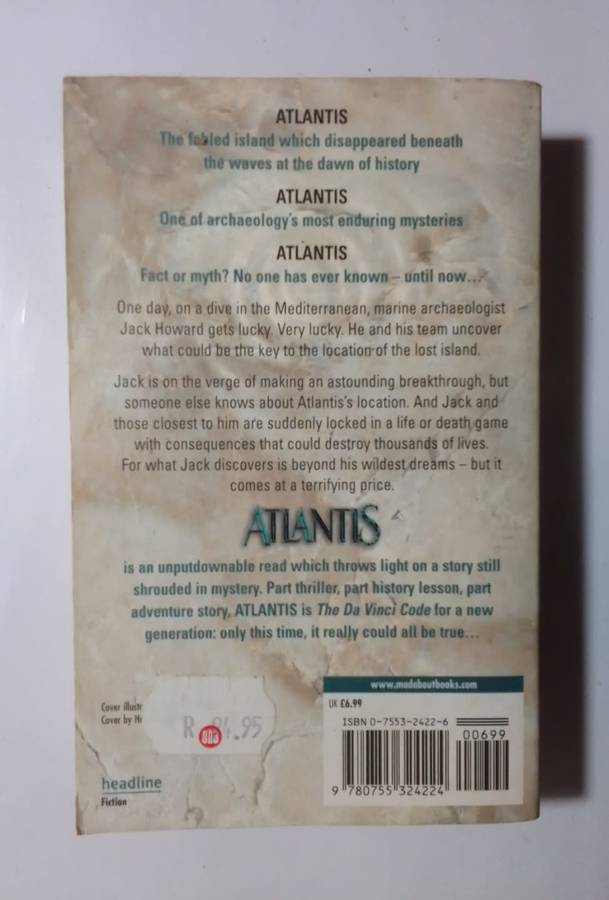 ATLANTIS
The fabled island which disappeared beneath
the waves at the dawn of history
ATLANTIS
One of archaeology's most enduring mysteries
ATLANTIS
Fact or myth? No one has ever known – until now...
One day, on a dive in the Mediterranean, marine archaeologist
Jack Howard gets lucky. Very lucky. He and his team uncover
what could be the key to the location of the lost island.
Jack is on the verge of making an astounding breakthrough, but
someone else knows about Atlantis's location. And Jack and
those closest to him are suddenly locked in a life or death game
with consequences that could destroy thousands of lives.
For what Jack discovers is beyond his wildest dreams – but it
comes at a terrifying price.
ATLANTIS
is an unputdownable read which throws light on a story still
shrouded in mystery. Part thriller, part history lesson, part
adventure story, ATLANTIS is The Da Vinci Code for a new
generation: only this time, it really could all be true...
www.madaboutbooks.com
UK £6.99
ISBN 0-7553-2422-6
00699
9 780755 324224
Cover
Cover by
R 94.95
headline
Fiction